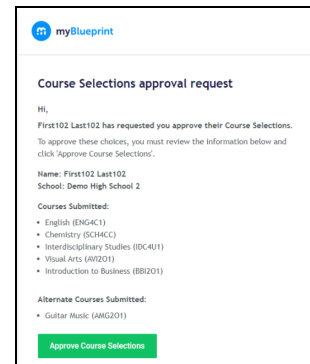 myBlueprint
Course Selections approval request
Hi,
First102 Last102 has requested you approve their Course Selections.
To approve these choices, you must review the information below and
click 'Approve Course Selections'.
Name: First102 Last102
School: Demo High School 2
Courses Submitted:
• English (ENG4C1)
• Chemistry (SCH4CC)
• Interdisciplinary Studies (IDC4U1)
• Visual Arts (AVI2O1)
• Introduction to Business (BBI2O1)
Alternate Courses Submitted:
• Guitar Music (AMG2O1)
Approve Course Selections